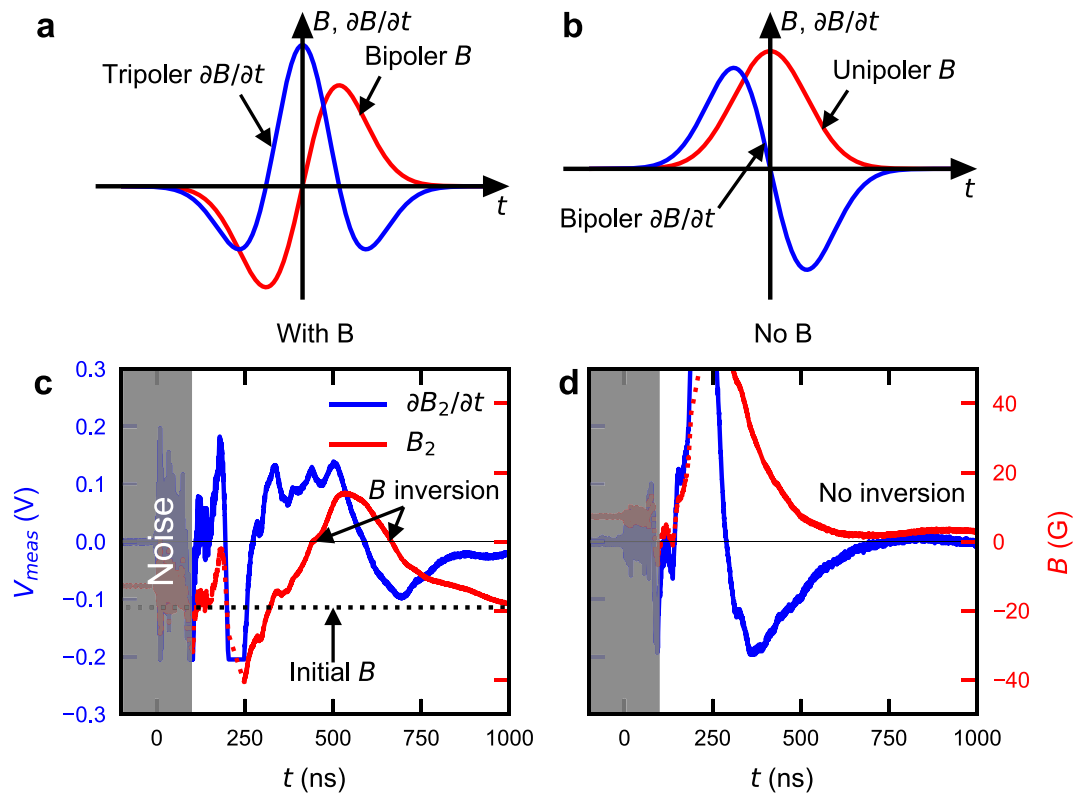 a
B, ∂B/∂t
Tripoler ∂B/∂t
Bipoler B
t
With B
b
B, ∂B/∂t
Unipoler B
Bipoler ∂B/∂t
t
No B
c
0.3
0.2
0.1
0.0
−0.1
−0.2
−0.3
V_meas (V)
Noise
∂B₂/∂t
B₂
B inversion
Initial B
0
250
500
750
1000
t (ns)
d
No inversion
40
20
0
−20
−40
B (G)
0
250
500
750
1000
t (ns)